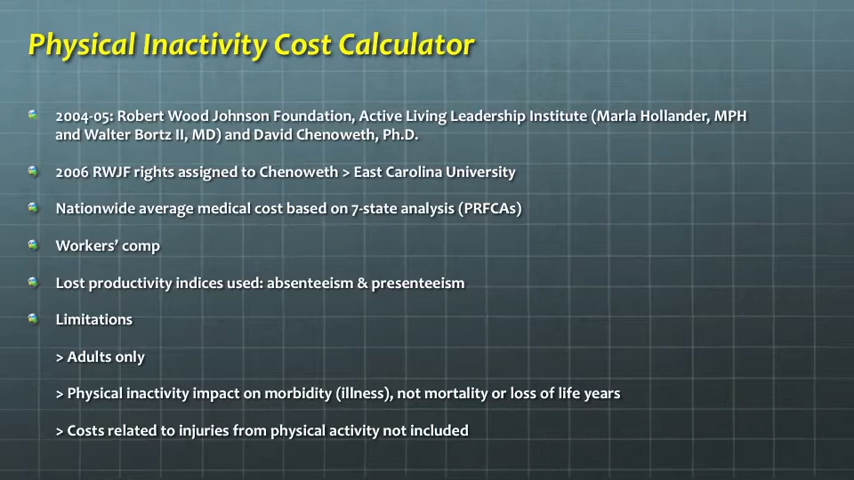 Physical Inactivity Cost Calculator
2004-05: Robert Wood Johnson Foundation, Active Living Leadership Institute (Marla Hollander, MPH
and Walter Bortz II, MD) and David Chenoweth, Ph.D.
2006 RWJF rights assigned to Chenoweth > East Carolina University
Nationwide average medical cost based on 7-state analysis (PRFCAs)
Workers’ comp
Lost productivity indices used: absenteeism & presenteeism
Limitations
> Adults only
> Physical inactivity impact on morbidity (illness), not mortality or loss of life years
> Costs related to injuries from physical activity not included